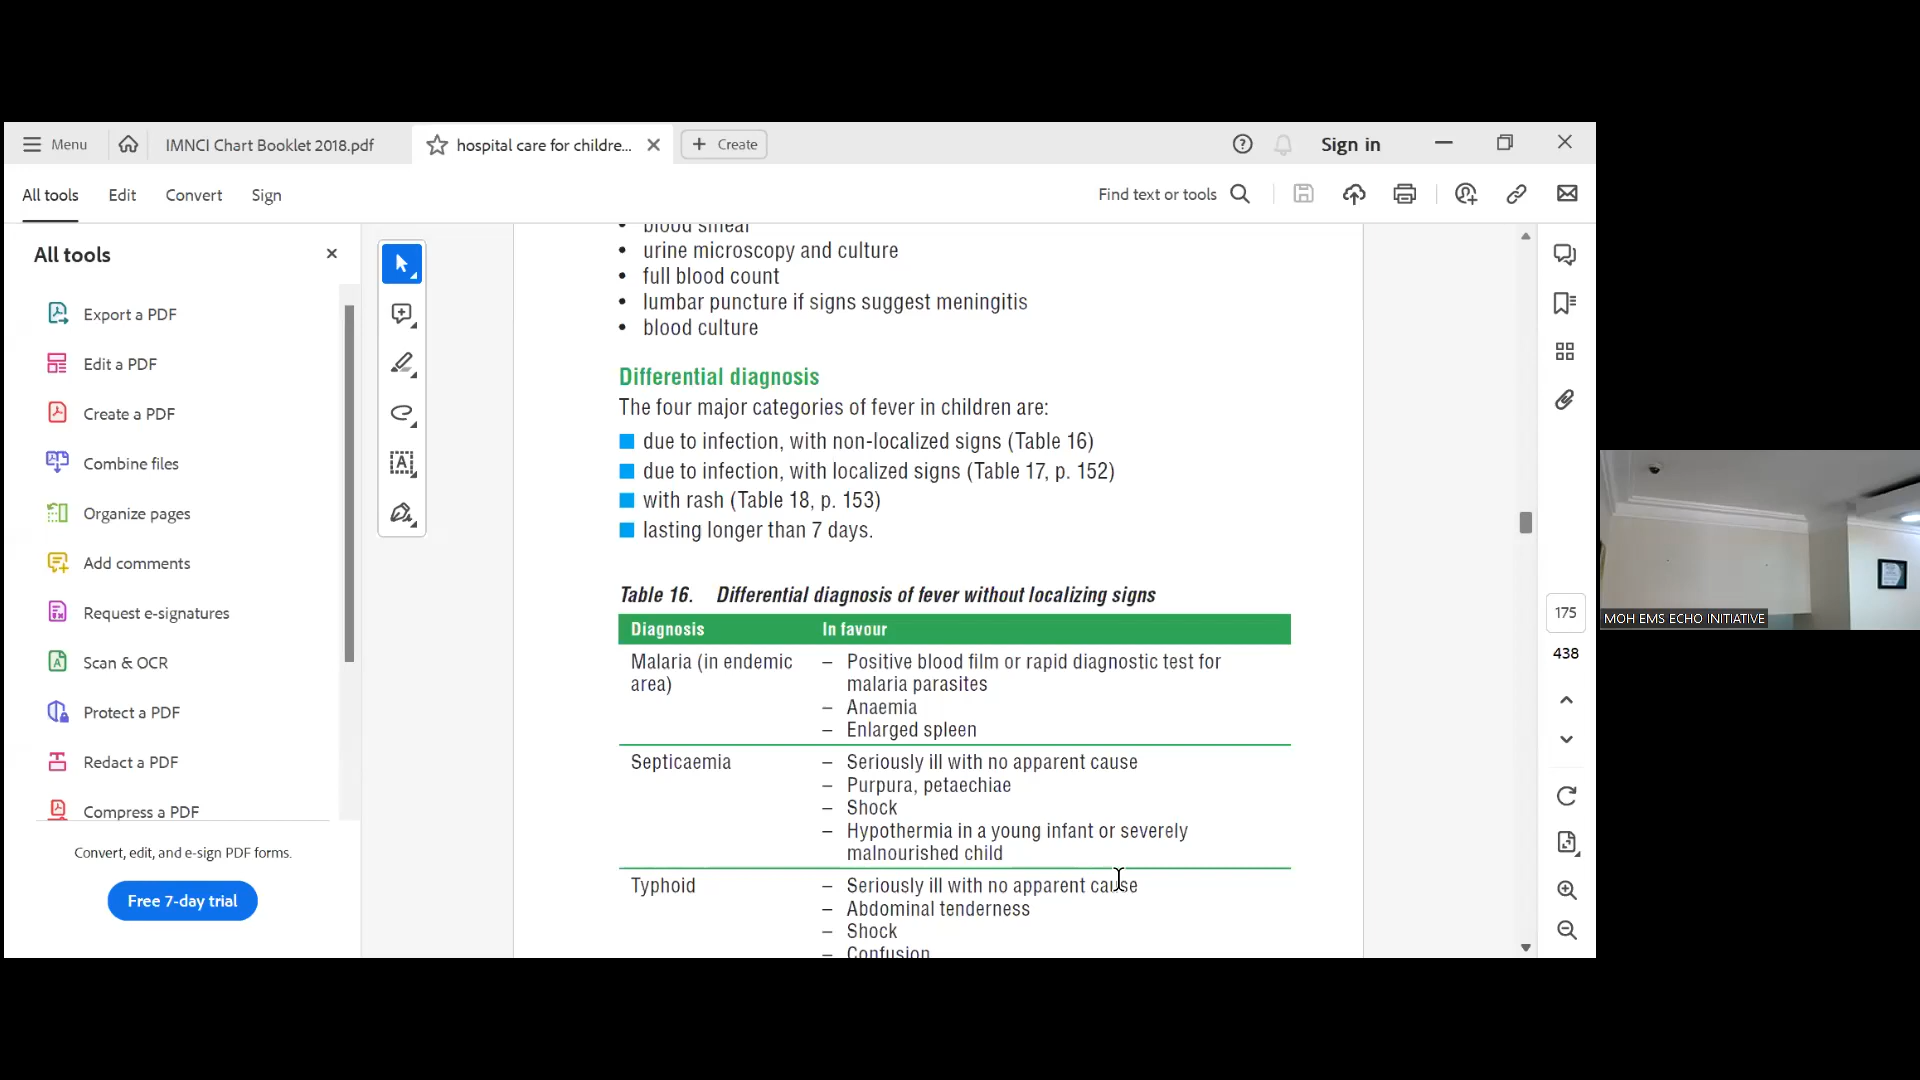 Menu
IMNCI Chart Booklet 2018.pdf
hospital care for childre...
Create
Sign in
All tools
Edit
Convert
Sign
Find text or tools
All tools
Export a PDF
Edit a PDF
Create a PDF
Combine files
Organize pages
Add comments
Request e-signatures
Scan & OCR
Protect a PDF
Redact a PDF
Compress a PDF
Convert, edit, and e-sign PDF forms.
Free 7-day trial
• blood smear
• urine microscopy and culture
• full blood count
• lumbar puncture if signs suggest meningitis
• blood culture
Differential diagnosis
The four major categories of fever in children are:
due to infection, with non-localized signs (Table 16)
due to infection, with localized signs (Table 17, p. 152)
with rash (Table 18, p. 153)
lasting longer than 7 days.
Table 16. Differential diagnosis of fever without localizing signs
Diagnosis In favour
Malaria (in endemic – Positive blood film or rapid diagnostic test for
area) malaria parasites
– Anaemia
– Enlarged spleen
Septicaemia – Seriously ill with no apparent cause
– Purpura, petaechiae
– Shock
– Hypothermia in a young infant or severely
malnourished child
Typhoid – Seriously ill with no apparent cause
– Abdominal tenderness
– Shock
– Confusion
175
438
MOH EMS ECHO INITIATIVE